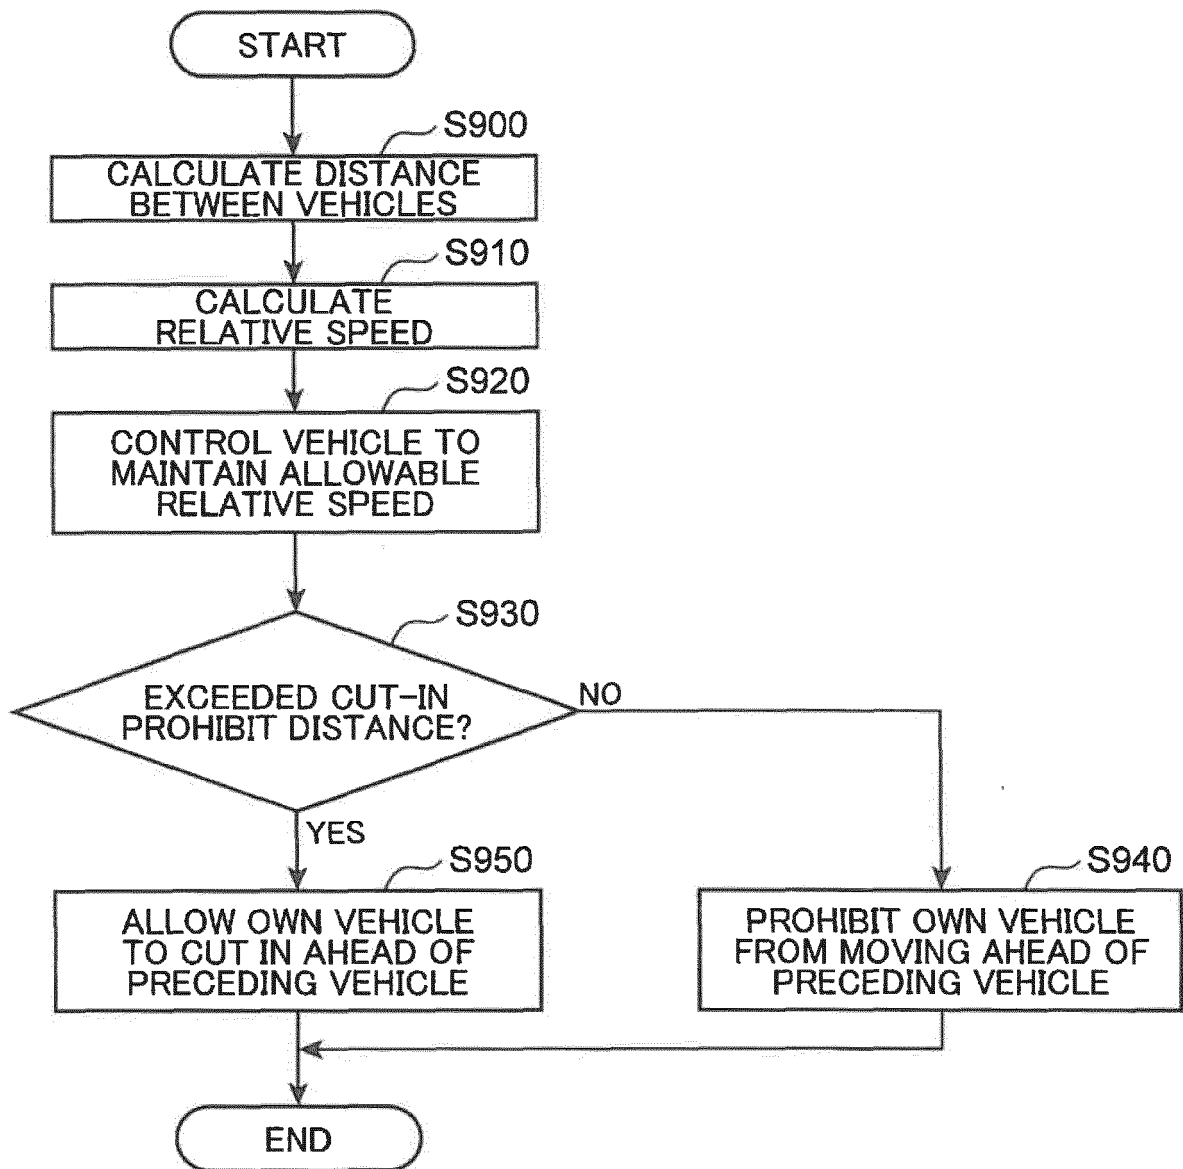 START
S900
CALCULATE DISTANCE
BETWEEN VEHICLES
S910
CALCULATE
RELATIVE SPEED
S920
CONTROL VEHICLE TO
MAINTAIN ALLOWABLE
RELATIVE SPEED
S930
EXCEEDED CUT-IN
PROHIBIT DISTANCE?
NO
YES
S950
ALLOW OWN VEHICLE
TO CUT IN AHEAD OF
PRECEDING VEHICLE
S940
PROHIBIT OWN VEHICLE
FROM MOVING AHEAD OF
PRECEDING VEHICLE
END